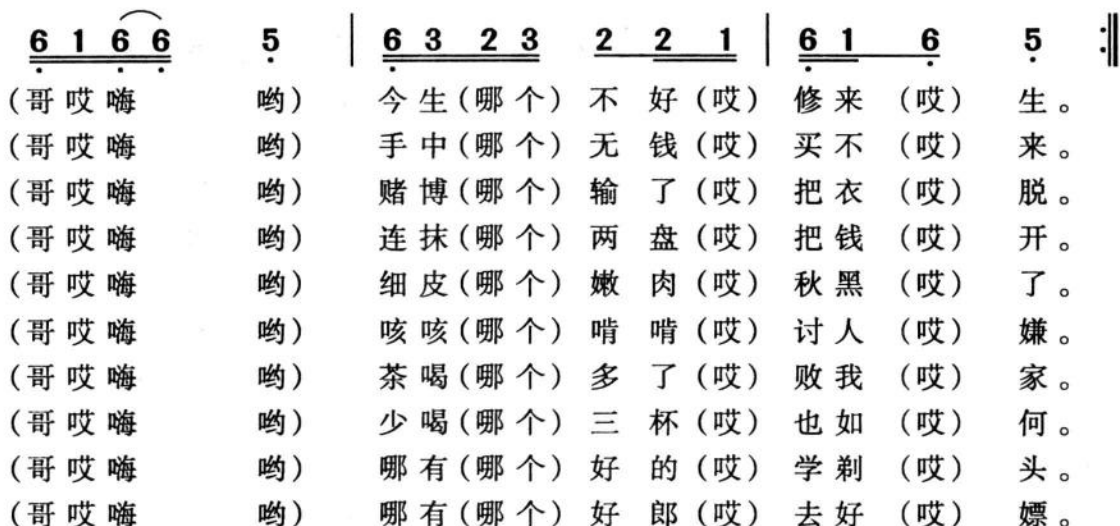 6 1 6 6 5 | 6 3 2 3 2 2 1 | 6 1 6 5 :‖
(哥哎嗨 哟) 今生(哪个)不好(哎) 修来(哎)生。
(哥哎嗨 哟) 手中(哪个)无钱(哎) 买不(哎)来。
(哥哎嗨 哟) 赌博(哪个)输了(哎) 把衣(哎)脱。
(哥哎嗨 哟) 连抹(哪个)两盘(哎) 把钱(哎)开。
(哥哎嗨 哟) 细皮(哪个)嫩肉(哎) 秋黑(哎)了。
(哥哎嗨 哟) 咳咳(哪个)啃啃(哎) 讨人(哎)嫌。
(哥哎嗨 哟) 茶喝(哪个)多了(哎) 败我(哎)家。
(哥哎嗨 哟) 少喝(哪个)三杯(哎) 也如(哎)何。
(哥哎嗨 哟) 哪有(哪个)好的(哎) 学剃(哎)头。
(哥哎嗨 哟) 哪有(哪个)好郎(哎) 去好(哎)嫖。